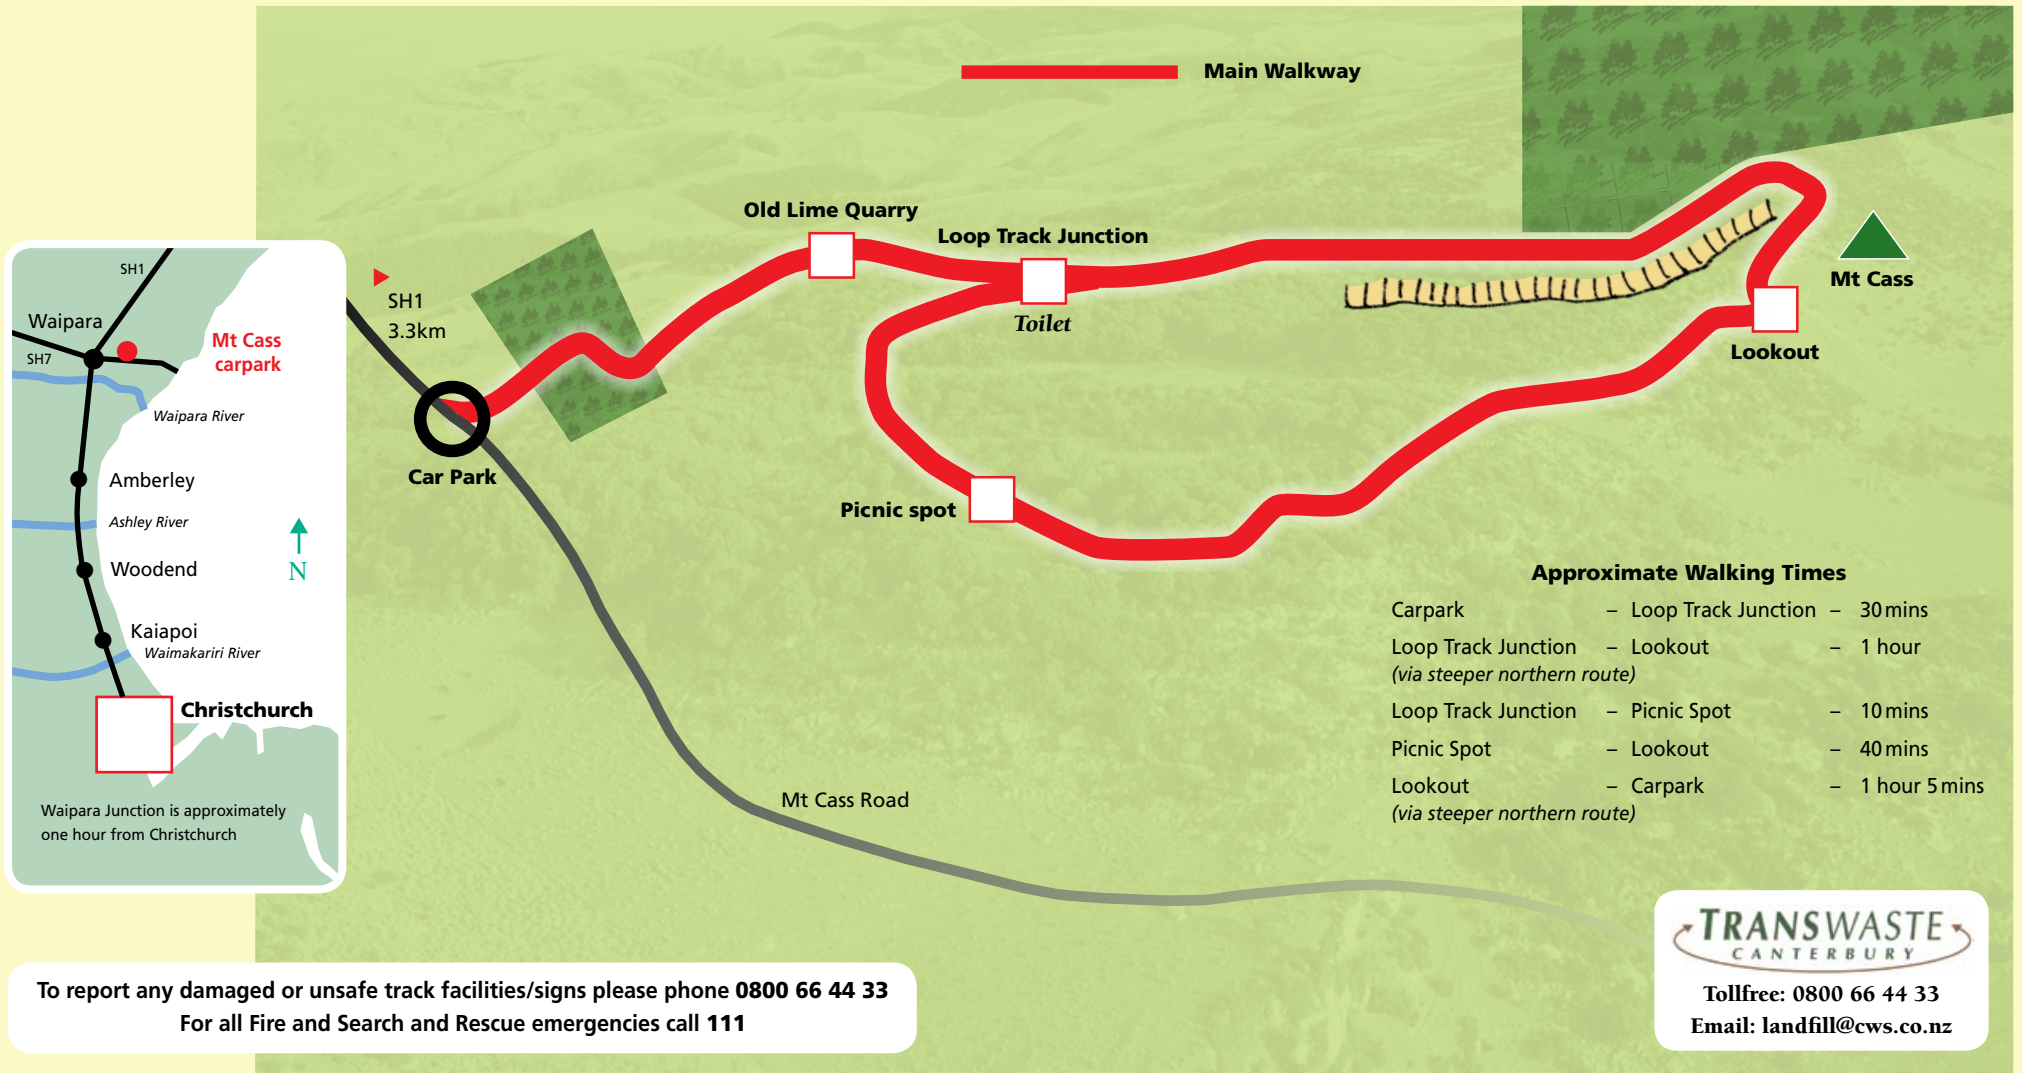 Main Walkway
Old Lime Quarry
Loop Track Junction
Toilet
SH1
3.3km
Car Park
Picnic spot
Mt Cass
Lookout
Mt Cass Road
SH1
Waipara
SH7
Mt Cass
carpark
Waipara River
Amberley
Ashley River
N
Woodend
Kaiapoi
Waimakariri River
Christchurch
Waipara Junction is approximately
one hour from Christchurch
Approximate Walking Times
Carpark – Loop Track Junction – 30 mins
Loop Track Junction – Lookout – 1 hour
(via steeper northern route)
Loop Track Junction – Picnic Spot – 10 mins
Picnic Spot – Lookout – 40 mins
Lookout – Carpark – 1 hour 5 mins
(via steeper northern route)
To report any damaged or unsafe track facilities/signs please phone 0800 66 44 33
For all Fire and Search and Rescue emergencies call 111
TRANSWASTE
CANTERBURY
Tollfree: 0800 66 44 33
Email: landfill@cws.co.nz